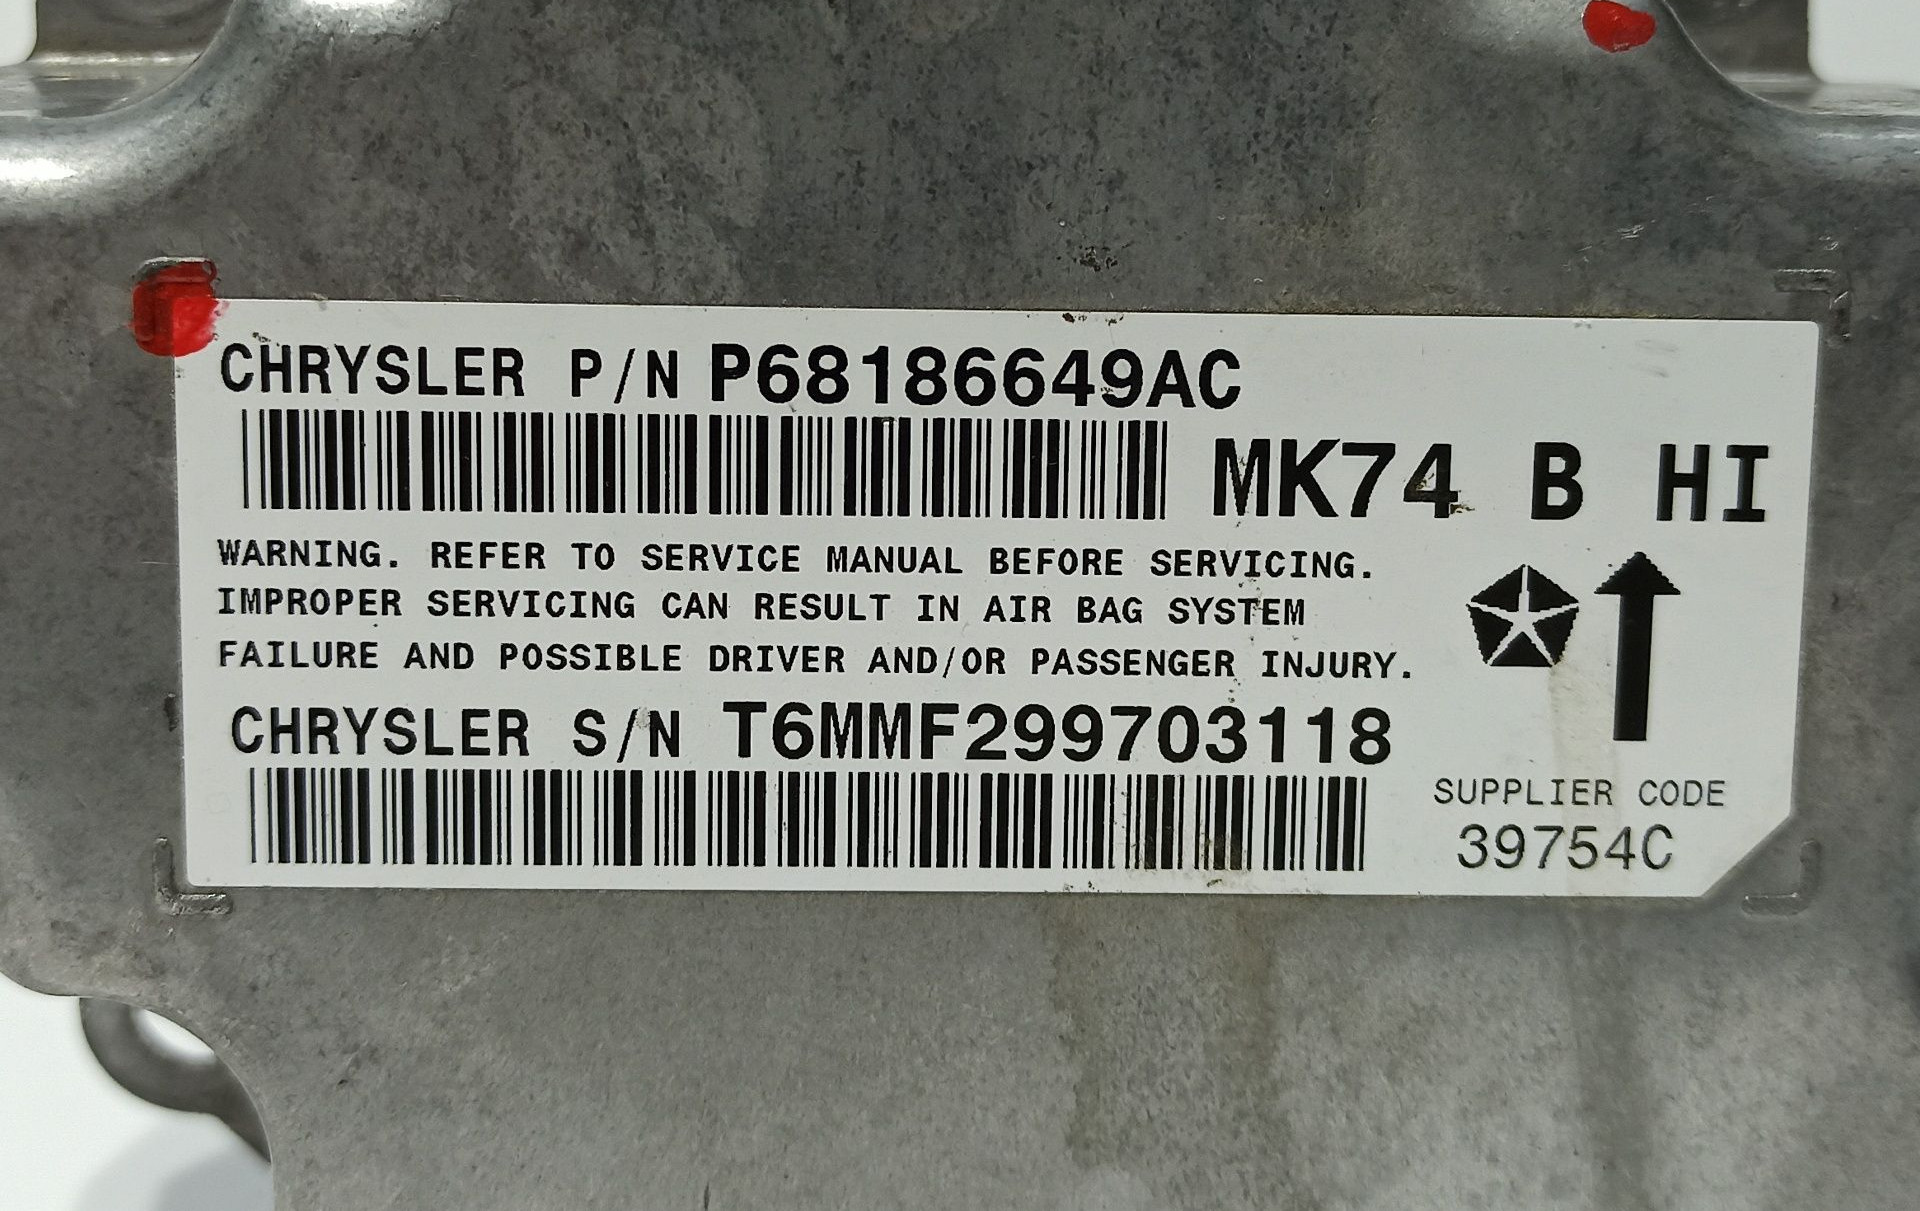 CHRYSLER P/N P68186649AC
MK74 B HI
WARNING. REFER TO SERVICE MANUAL BEFORE SERVICING.
IMPROPER SERVICING CAN RESULT IN AIR BAG SYSTEM
FAILURE AND POSSIBLE DRIVER AND/OR PASSENGER INJURY.
CHRYSLER S/N T6MMF299703118
SUPPLIER CODE
39754C